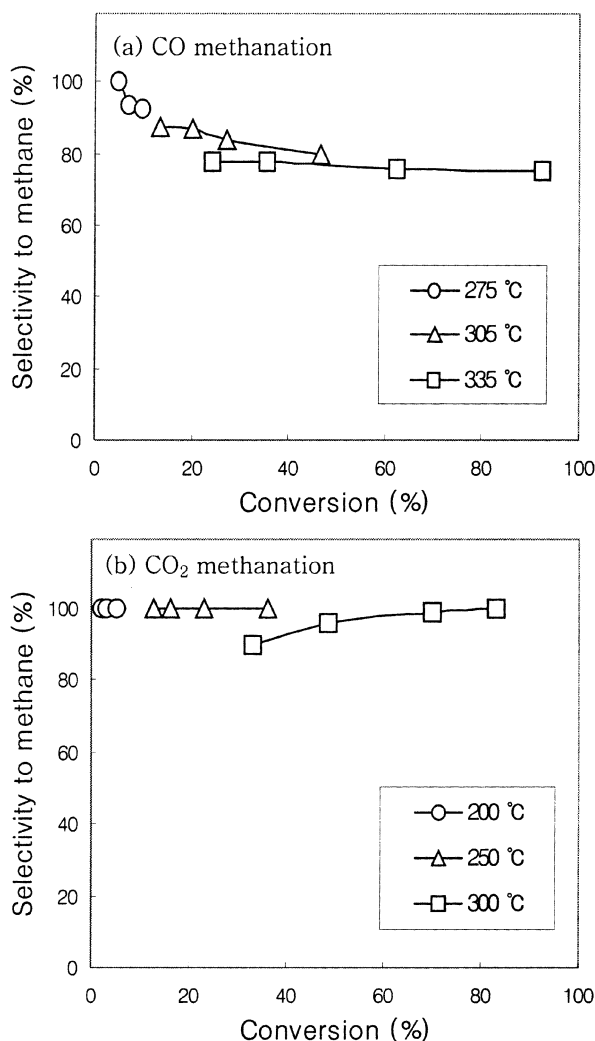 (a) CO methanation
Selectivity to methane (%)
100
80
60
40
20
0
275 ℃
305 ℃
335 ℃
0 20 40 60 80 100
Conversion (%)
(b) CO₂ methanation
Selectivity to methane (%)
100
80
60
40
20
0
200 ℃
250 ℃
300 ℃
0 20 40 60 80 100
Conversion (%)